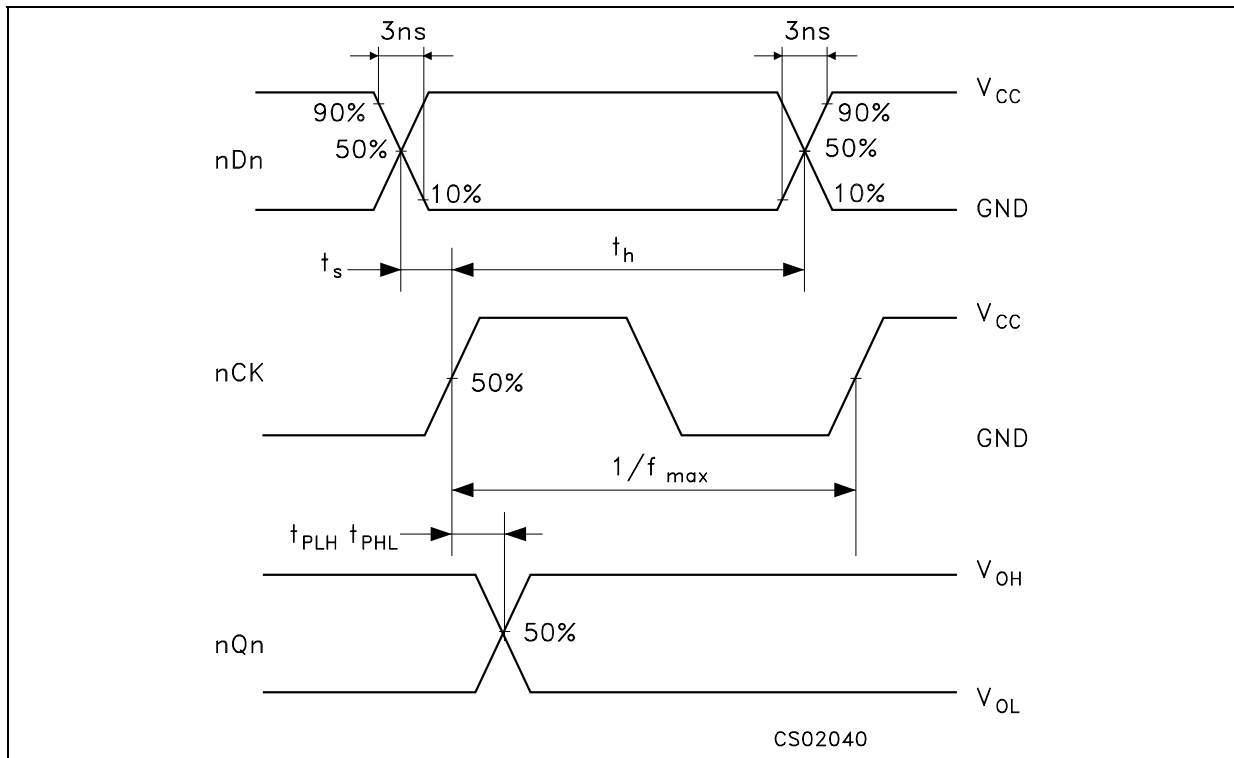 3ns 3ns
V_CC
90% 90%
nDn 50% 50%
10% 10%
GND
t_s t_h
V_CC
nCK 50%
GND
1/f_max
t_PLH t_PHL
V_OH
nQn 50%
V_OL
CS02040